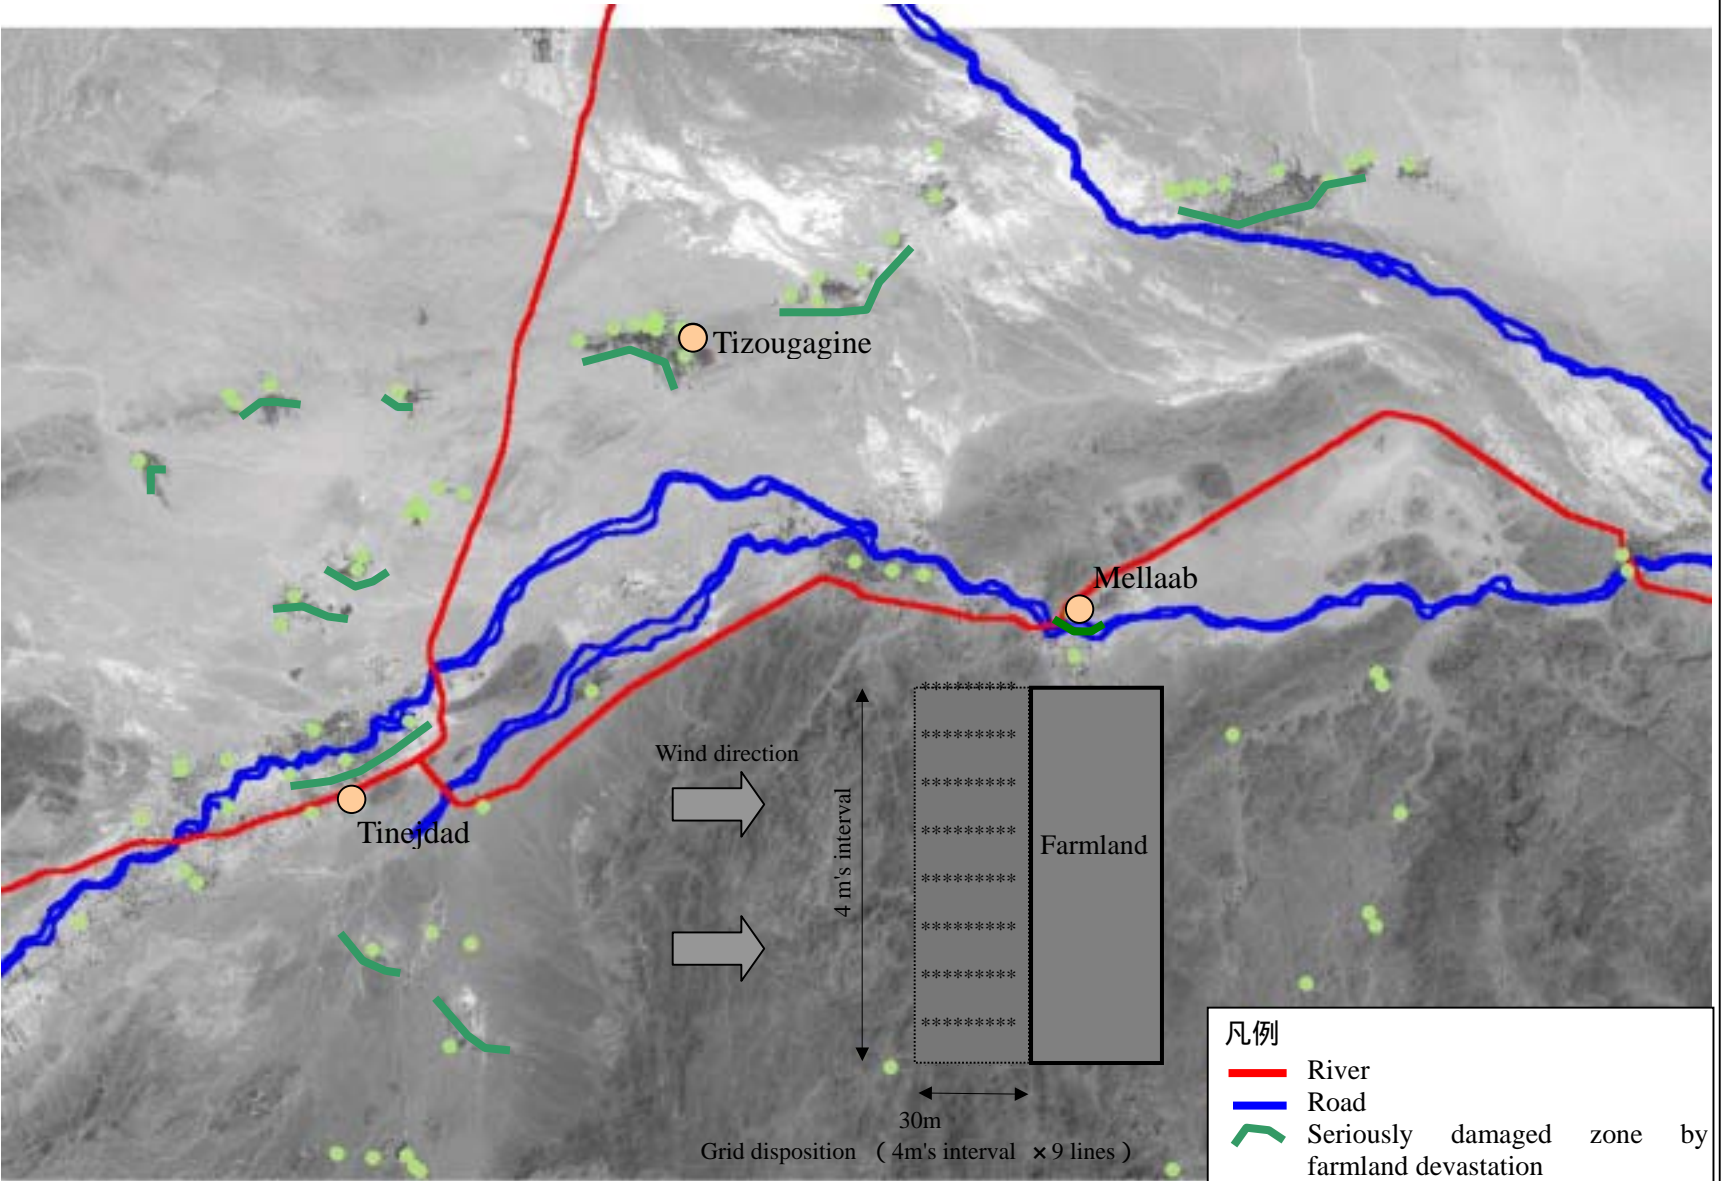 Tizougagine
Mellaab
Tinejdad
Wind direction
4 m's interval
*********
*********
*********
*********
*********
*********
*********
*********
Farmland
30m
Grid disposition （4m's interval ×9 lines）
凡例
River
Road
Seriously damaged zone by
farmland devastation